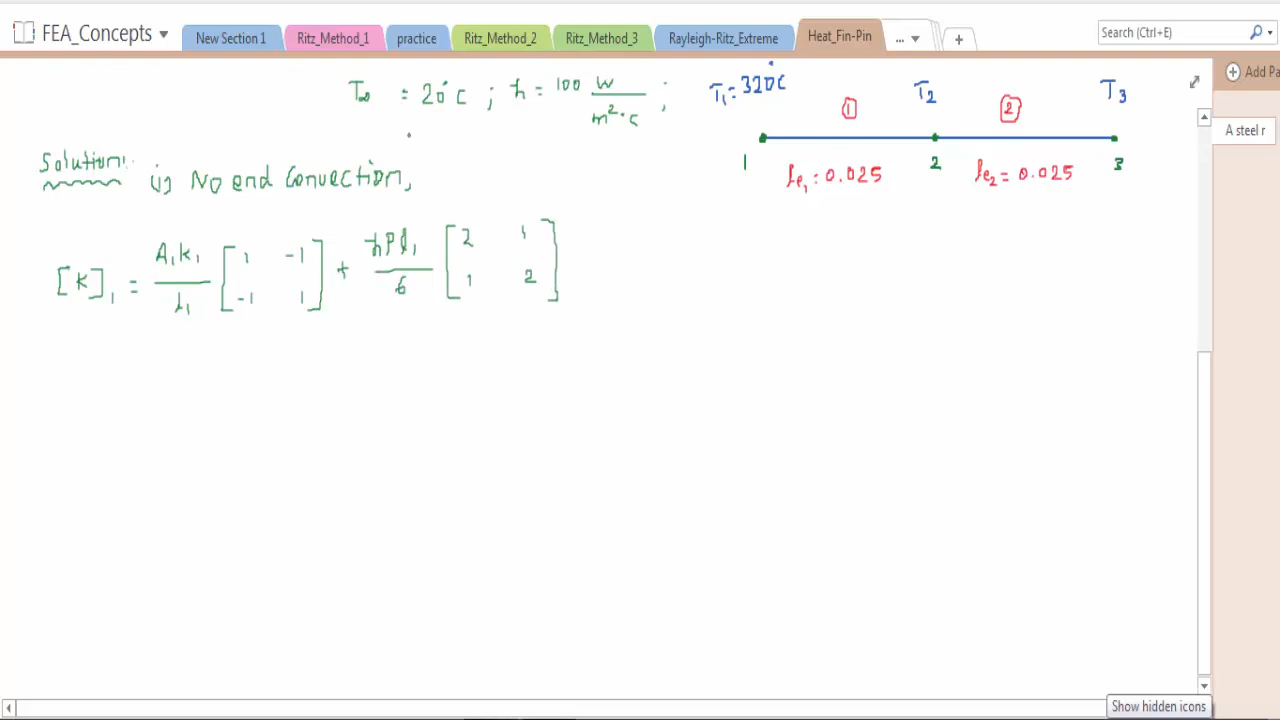 FEA_Concepts
New Section 1
Ritz_Method_1
practice
Ritz_Method_2
Ritz_Method_3
Rayleigh-Ritz_Extreme
Heat_Fin-Pin
...
+
Search (Ctrl+E)
Add Pa
A steel r
T∞ = 20°C ; h = 100 W/m²·c ;
T₁ = 320°C T₂ T₃
① ②
1 2 3
le₁ = 0.025 le₂ = 0.025
Solution:
i) No end Convection,
[K]₁ = A₁k₁/l₁ [1 -1; -1 1] + hPl₁/6 [2 1; 1 2]
Show hidden icons